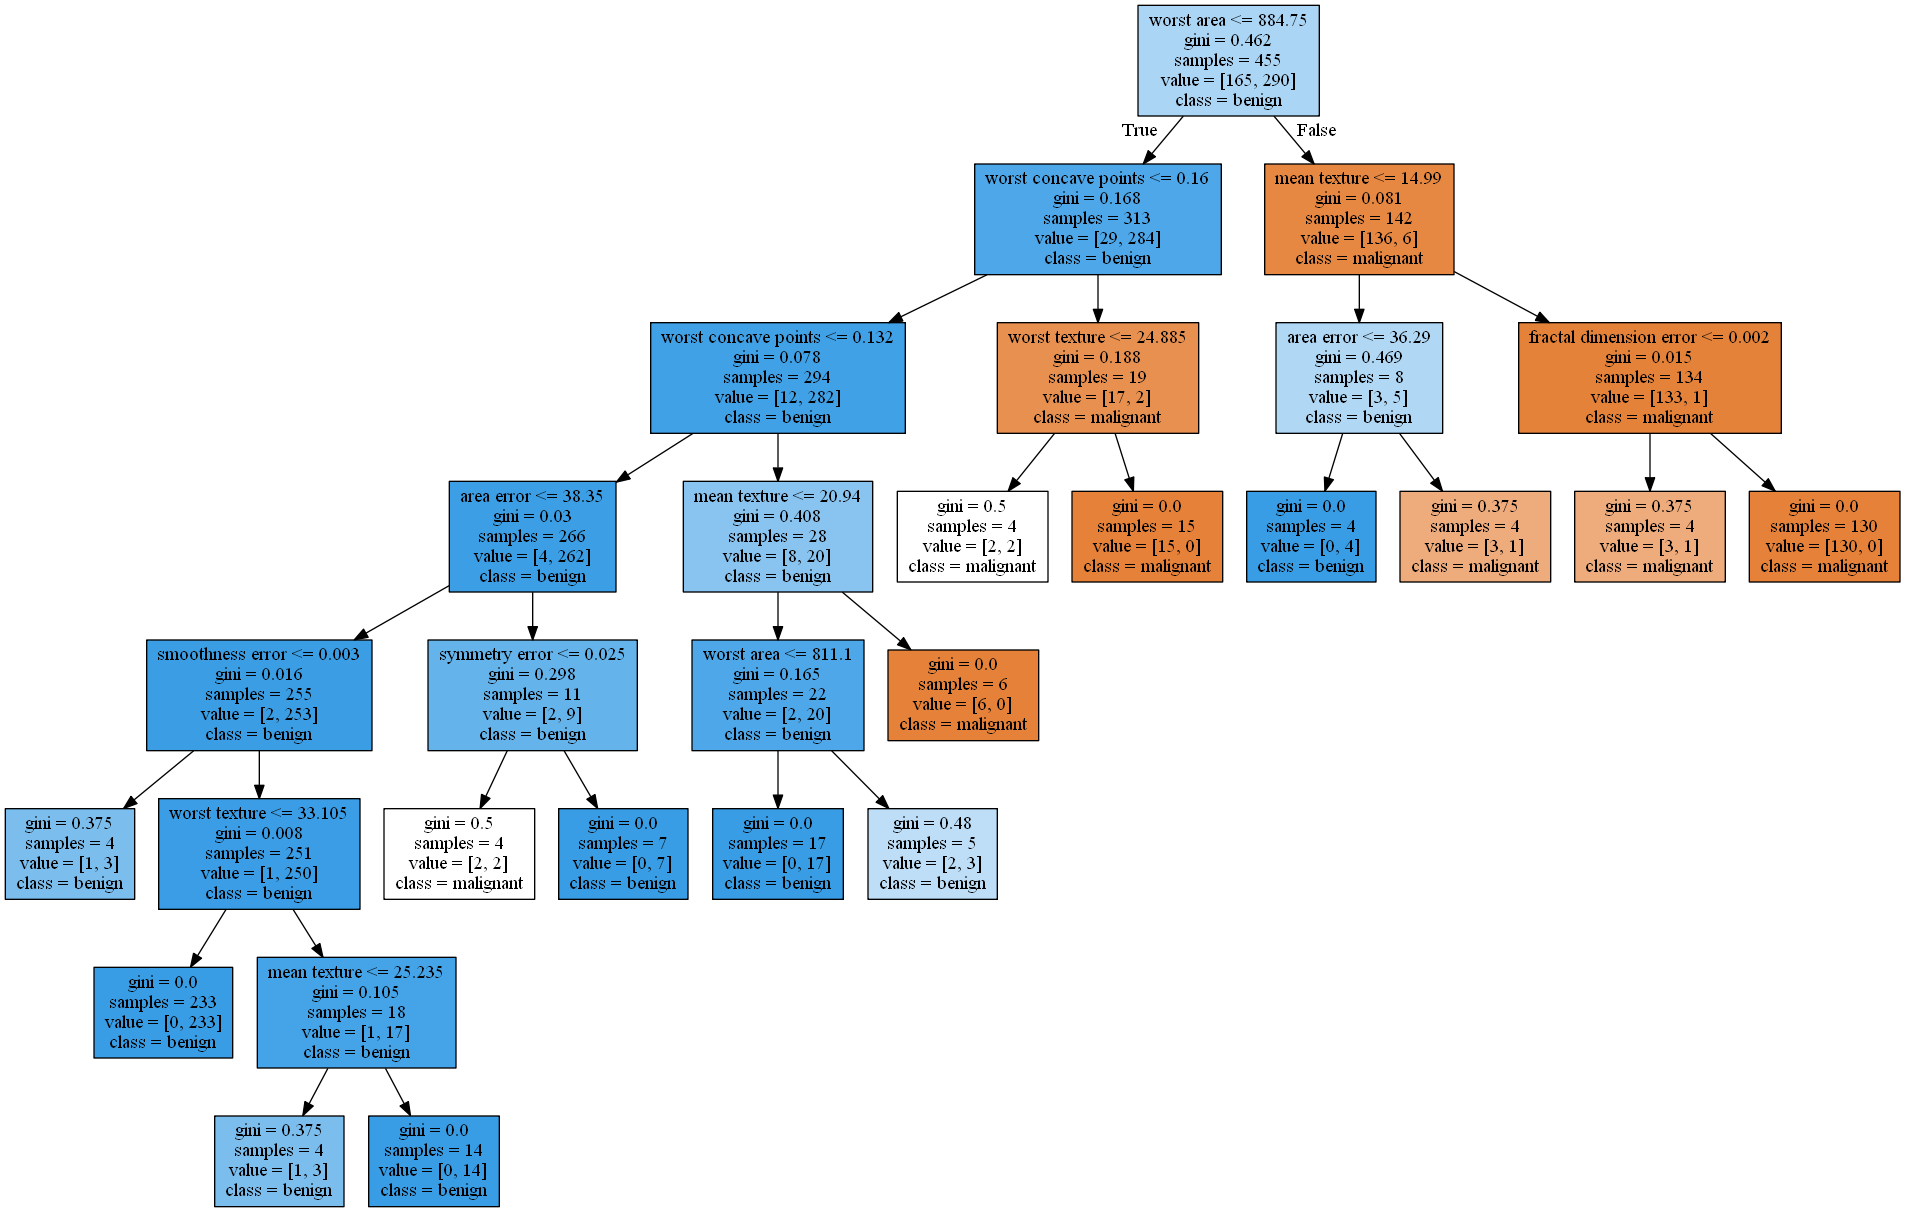 worst area <= 884.75
gini = 0.462
samples = 455
value = [165, 290]
class = benign
True
False
worst concave points <= 0.16
gini = 0.168
samples = 313
value = [29, 284]
class = benign
mean texture <= 14.99
gini = 0.081
samples = 142
value = [136, 6]
class = malignant
worst concave points <= 0.132
gini = 0.078
samples = 294
value = [12, 282]
class = benign
worst texture <= 24.885
gini = 0.188
samples = 19
value = [17, 2]
class = malignant
area error <= 36.29
gini = 0.469
samples = 8
value = [3, 5]
class = benign
fractal dimension error <= 0.002
gini = 0.015
samples = 134
value = [133, 1]
class = malignant
area error <= 38.35
gini = 0.03
samples = 266
value = [4, 262]
class = benign
mean texture <= 20.94
gini = 0.408
samples = 28
value = [8, 20]
class = benign
gini = 0.5
samples = 4
value = [2, 2]
class = malignant
gini = 0.0
samples = 15
value = [15, 0]
class = malignant
gini = 0.0
samples = 4
value = [0, 4]
class = benign
gini = 0.375
samples = 4
value = [3, 1]
class = malignant
gini = 0.375
samples = 4
value = [3, 1]
class = malignant
gini = 0.0
samples = 130
value = [130, 0]
class = malignant
smoothness error <= 0.003
gini = 0.016
samples = 255
value = [2, 253]
class = benign
symmetry error <= 0.025
gini = 0.298
samples = 11
value = [2, 9]
class = benign
worst area <= 811.1
gini = 0.165
samples = 22
value = [2, 20]
class = benign
gini = 0.0
samples = 6
value = [6, 0]
class = malignant
gini = 0.375
samples = 4
value = [1, 3]
class = benign
worst texture <= 33.105
gini = 0.008
samples = 251
value = [1, 250]
class = benign
gini = 0.5
samples = 4
value = [2, 2]
class = malignant
gini = 0.0
samples = 7
value = [0, 7]
class = benign
gini = 0.0
samples = 17
value = [0, 17]
class = benign
gini = 0.48
samples = 5
value = [2, 3]
class = benign
gini = 0.0
samples = 233
value = [0, 233]
class = benign
mean texture <= 25.235
gini = 0.105
samples = 18
value = [1, 17]
class = benign
gini = 0.375
samples = 4
value = [1, 3]
class = benign
gini = 0.0
samples = 14
value = [0, 14]
class = benign